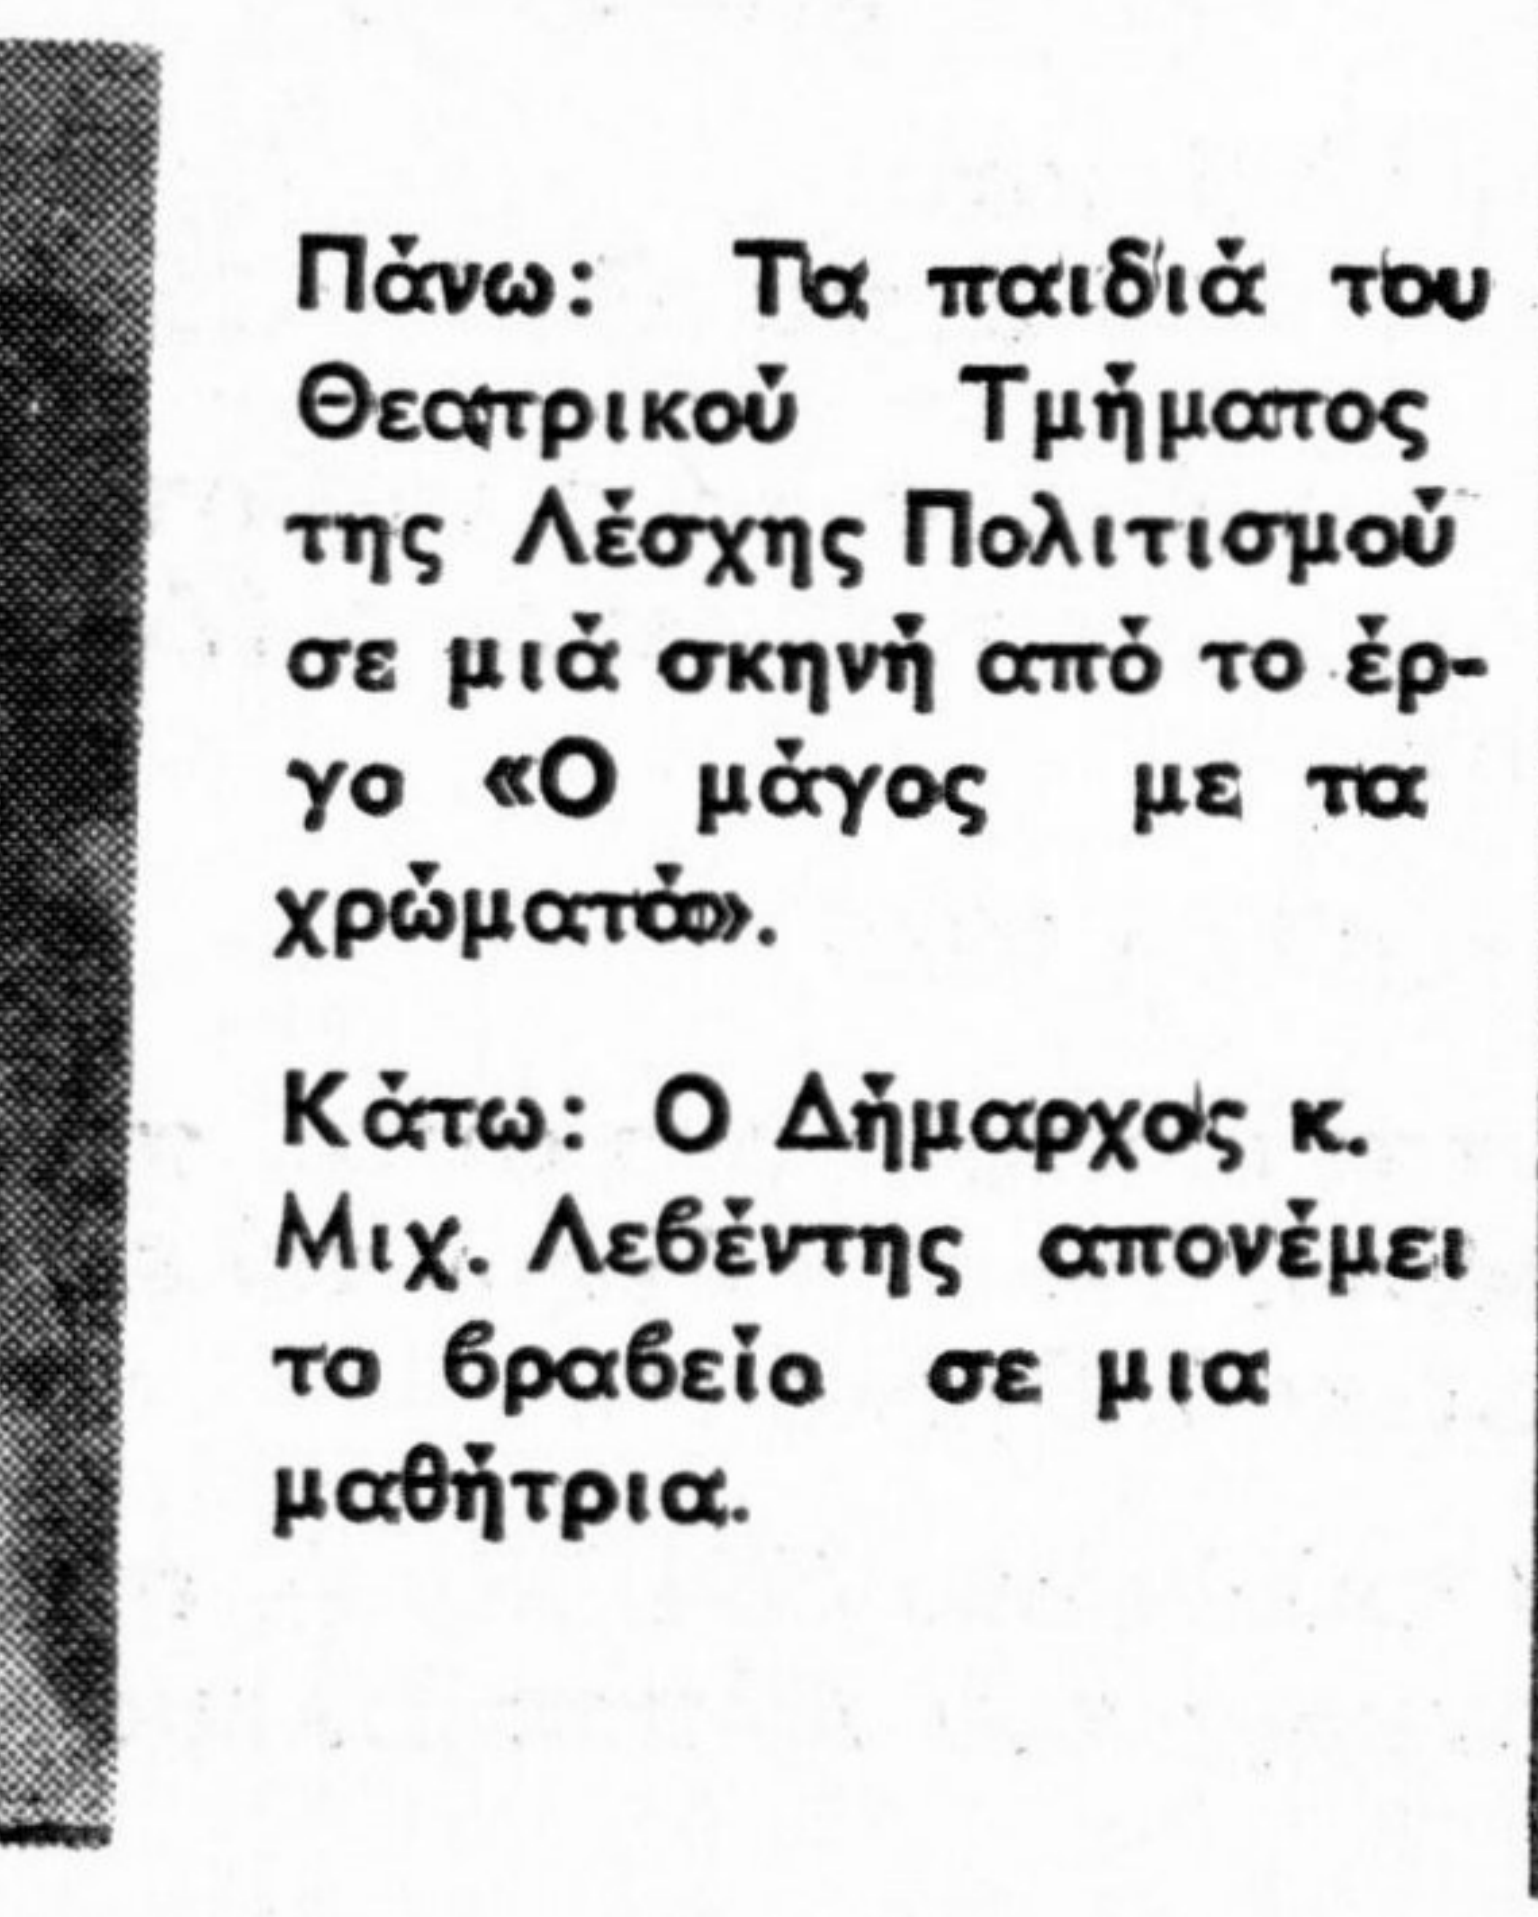 Πάνω: Τα παιδιά του
Θεατρικού Τμήματος
της Λέσχης Πολιτισμού
σε μιά σκηνή από το έρ-
γο «Ο μάγος με τα
χρώματά».
Κάτω: Ο Δήμαρχος κ.
Μιχ. Λεβέντης απονέμει
το βραβείο σε μια
μαθήτρια.